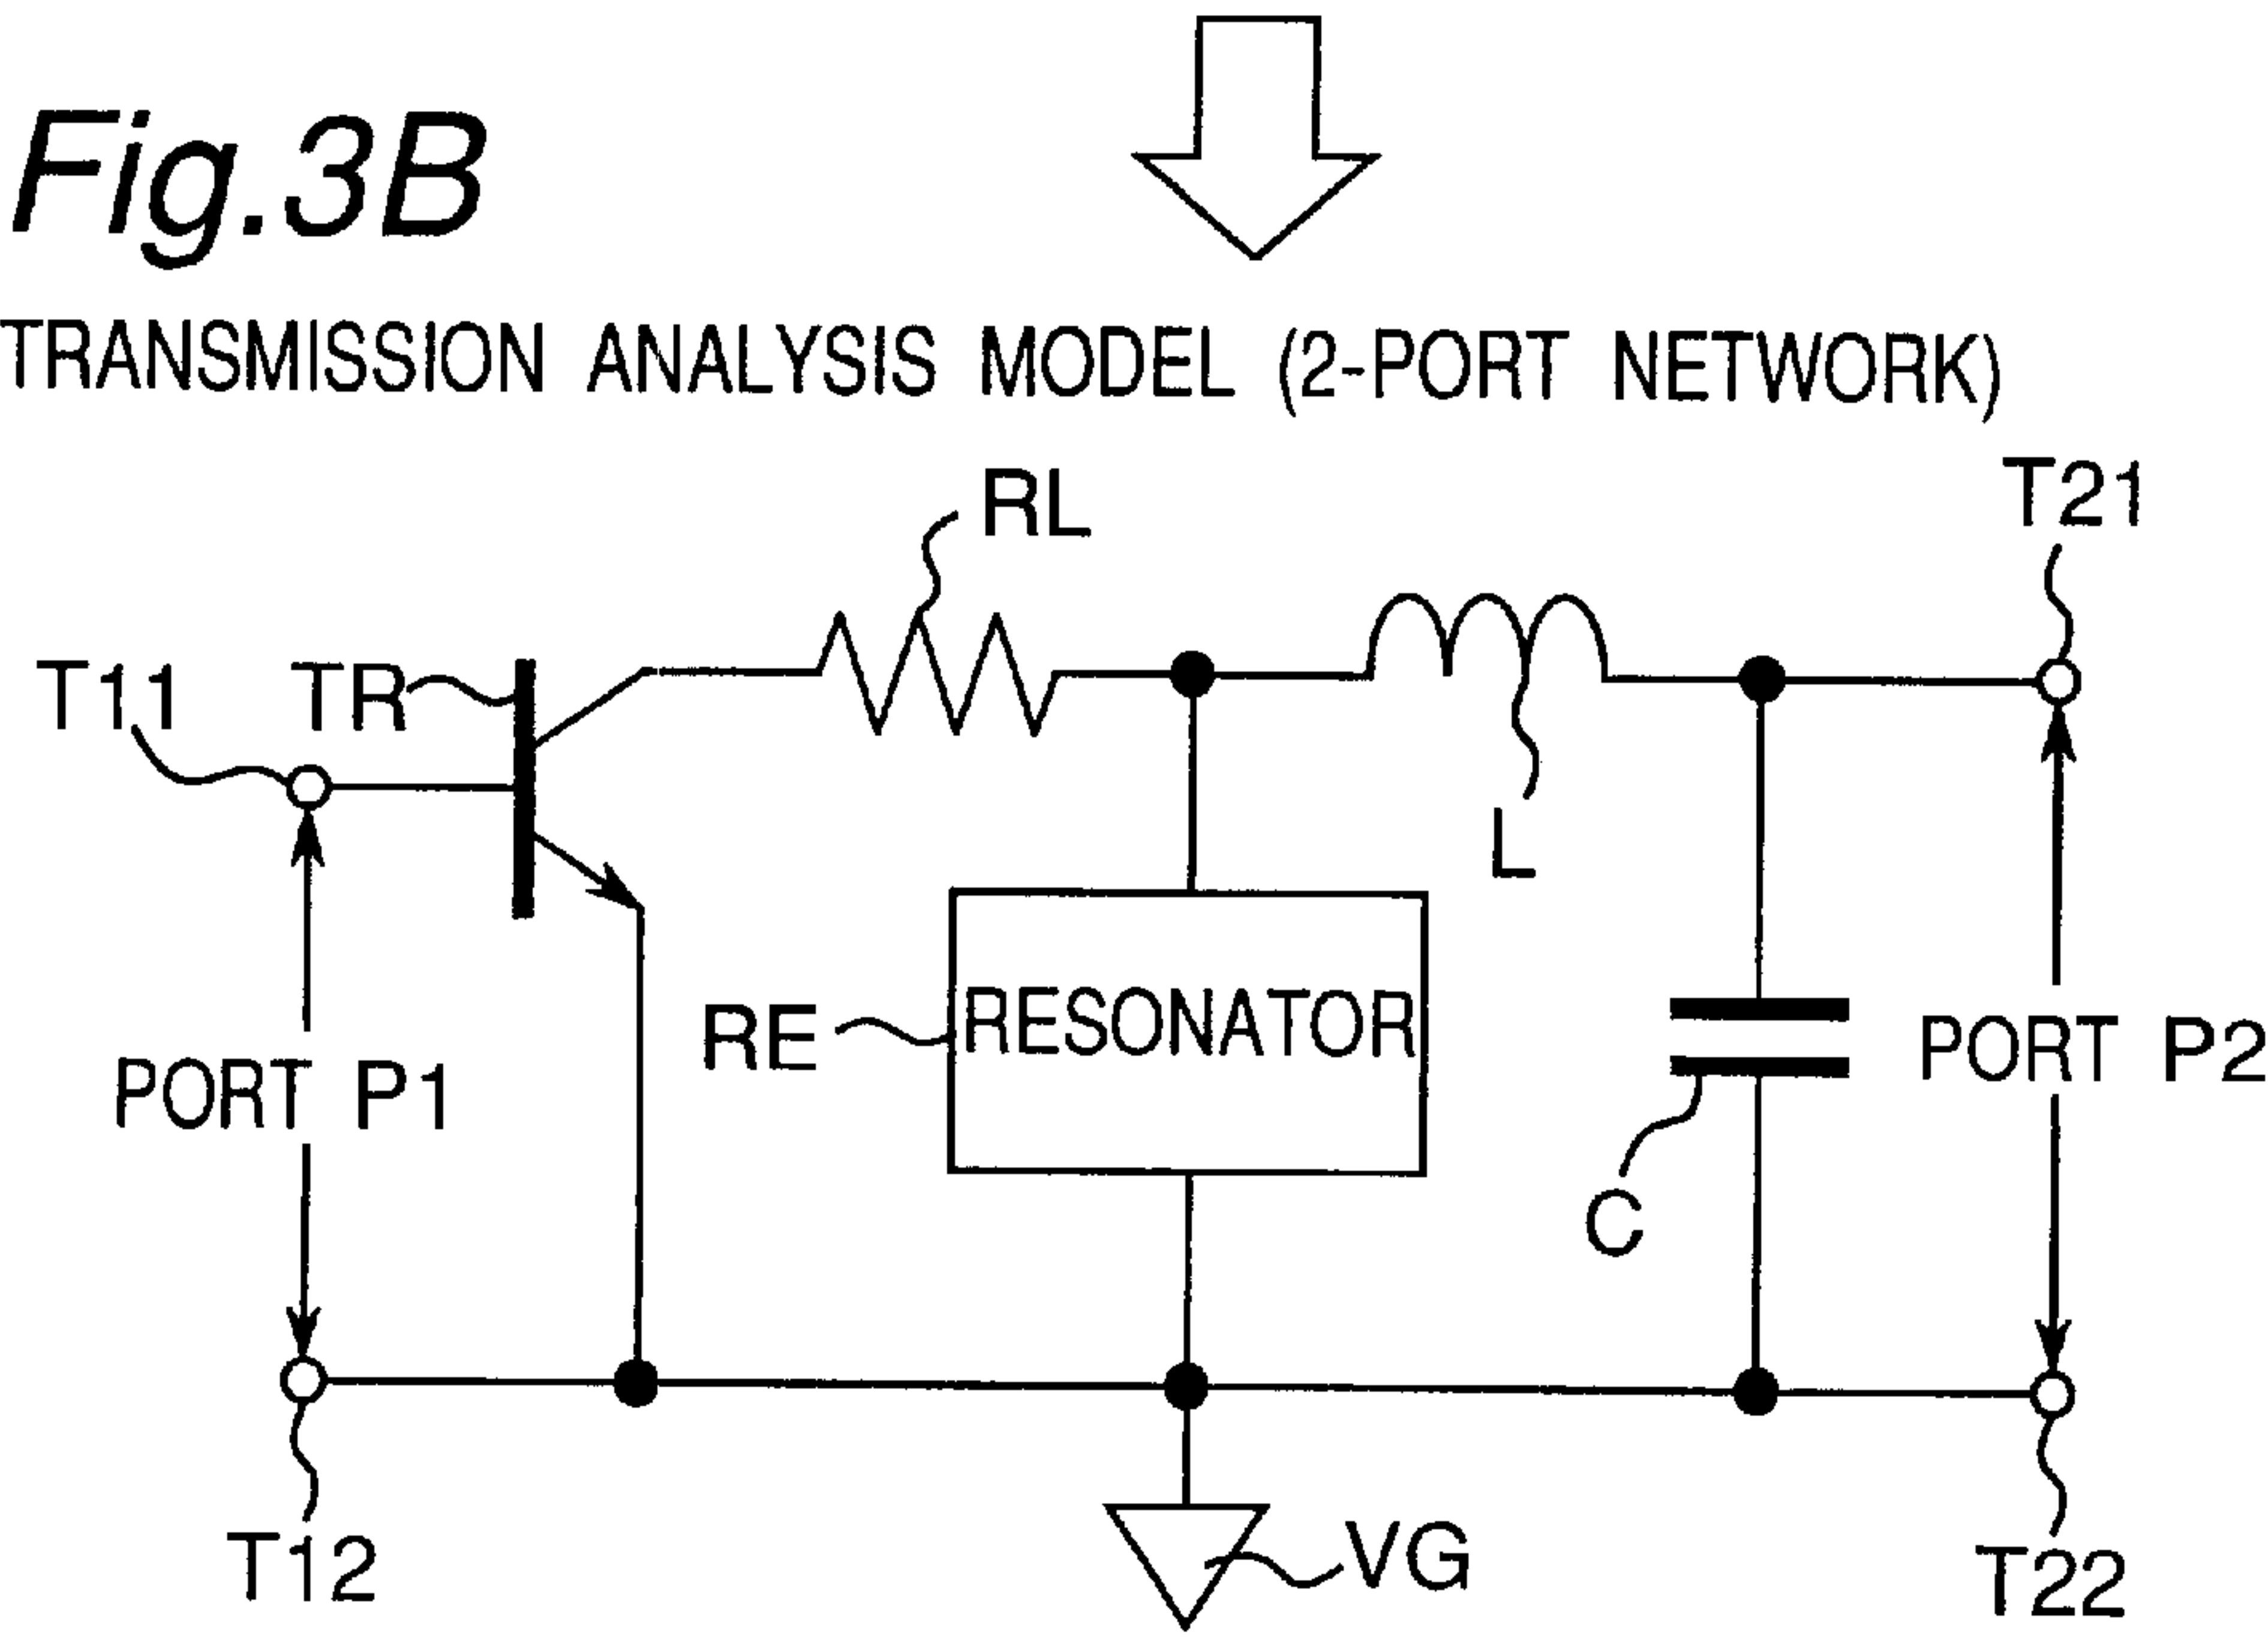 Fig.3B
TRANSMISSION ANALYSIS MODEL (2-PORT NETWORK)
RL
T21
T11
TR
L
RE
RESONATOR
PORT P1
PORT P2
C
T12
VG
T22